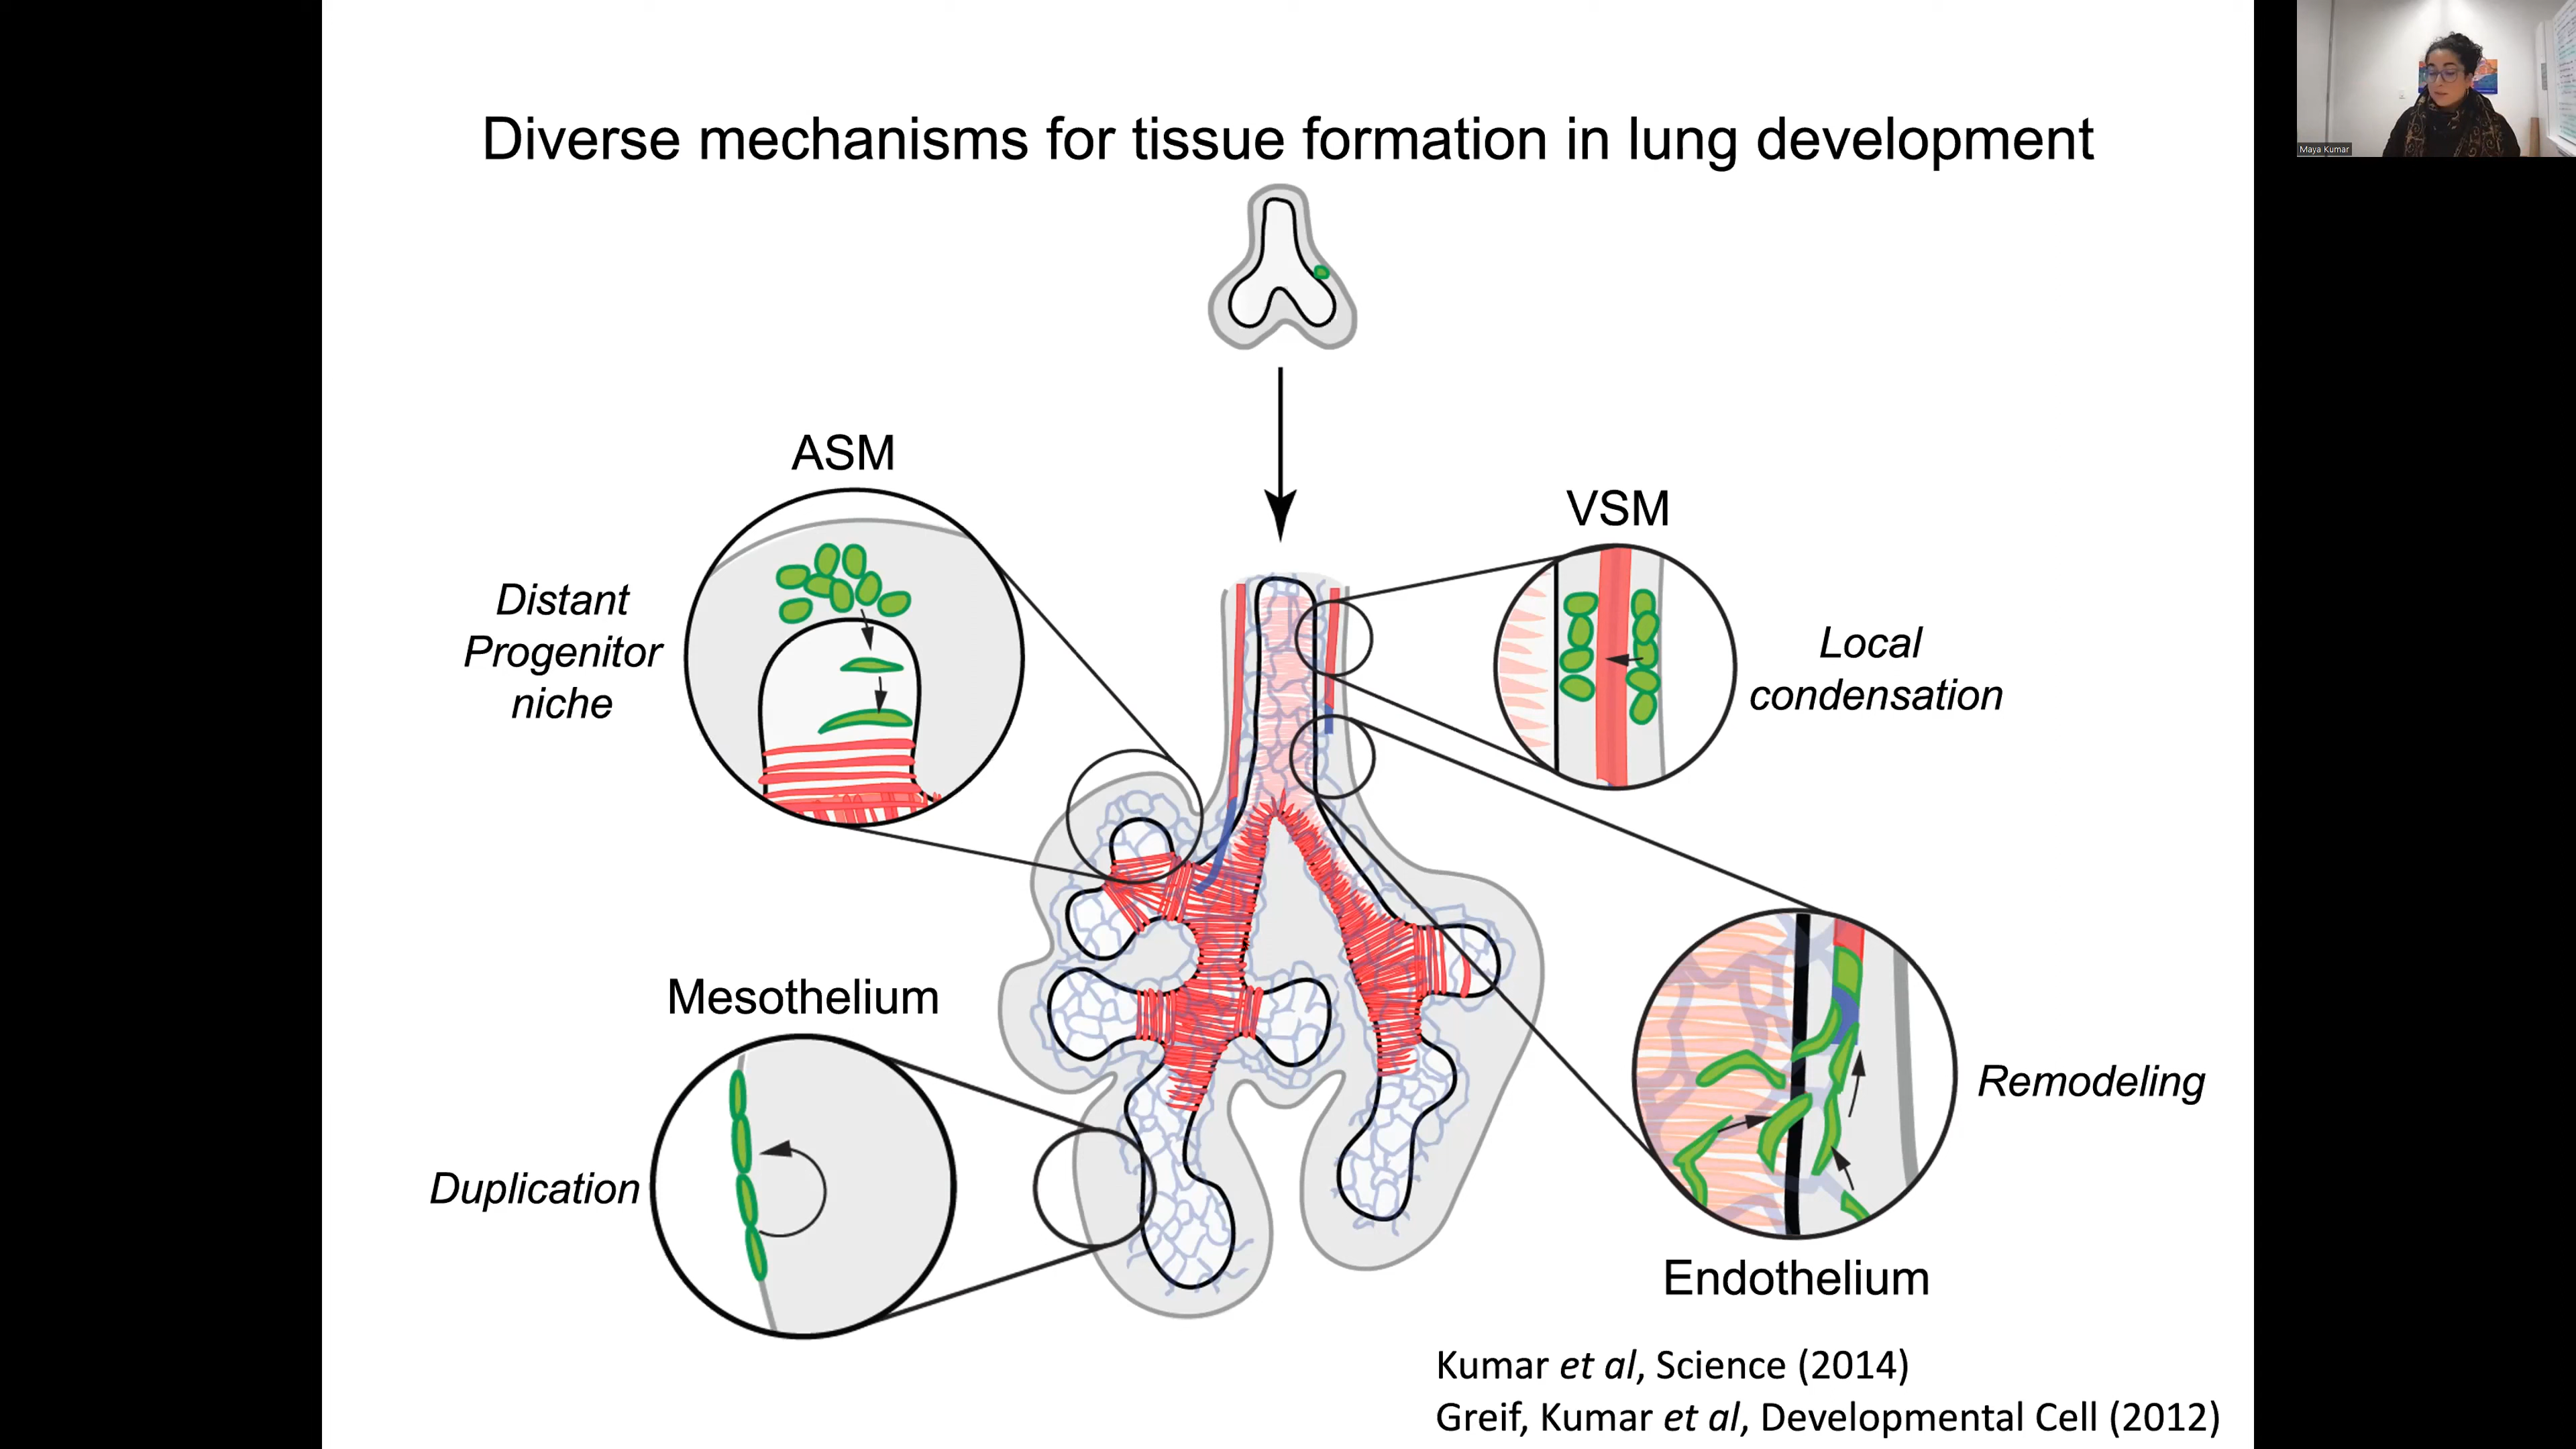 Diverse mechanisms for tissue formation in lung development
Maya Kumar
ASM
Distant
Progenitor
niche
VSM
Local
condensation
Mesothelium
Duplication
Remodeling
Endothelium
Kumar et al, Science (2014)
Greif, Kumar et al, Developmental Cell (2012)